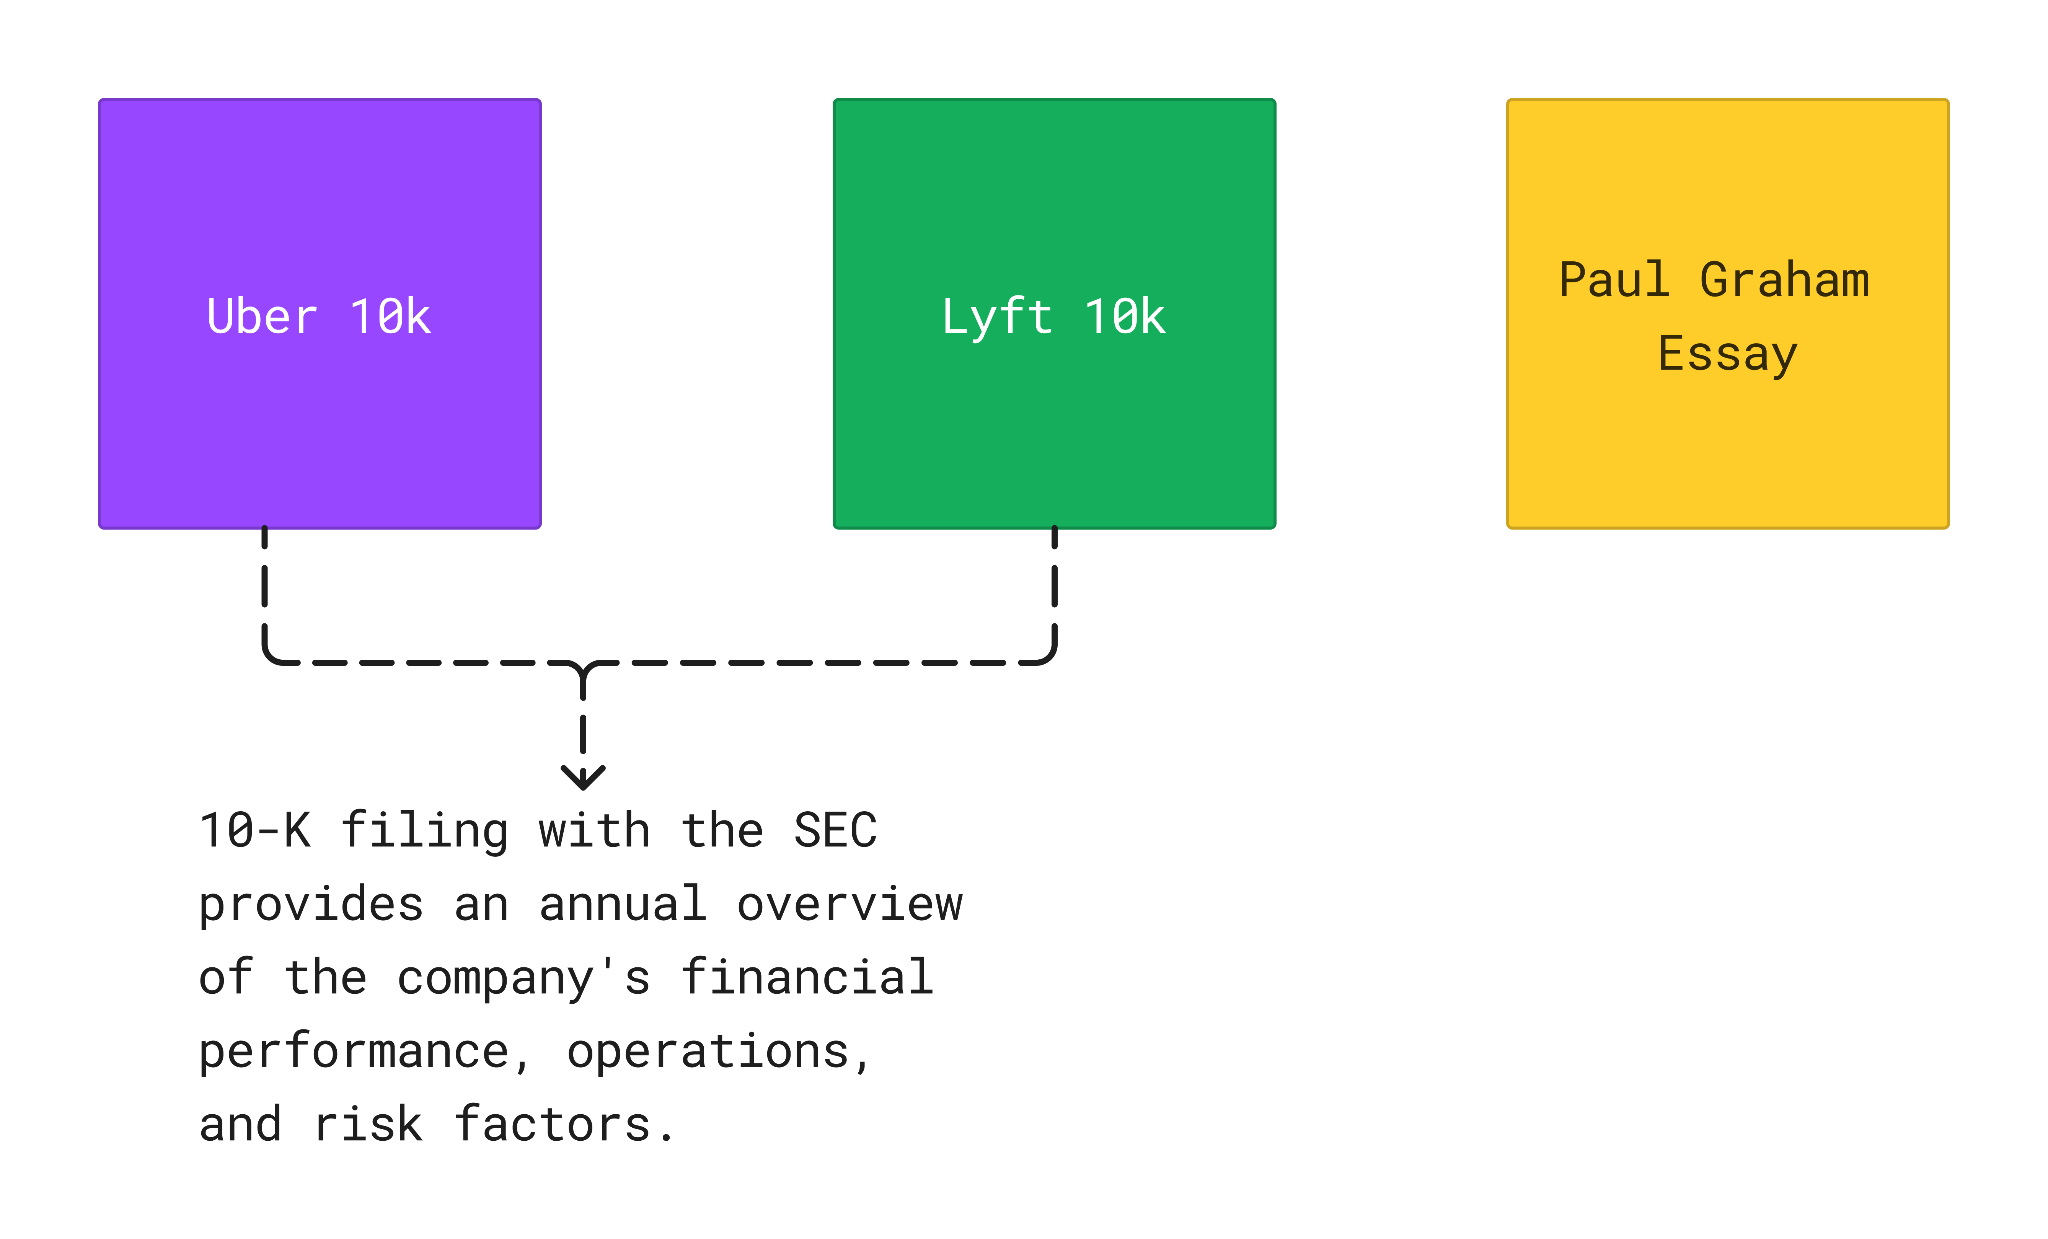 Uber 10k
Lyft 10k
Paul Graham
Essay
10-K filing with the SEC
provides an annual overview
of the company's financial
performance, operations,
and risk factors.